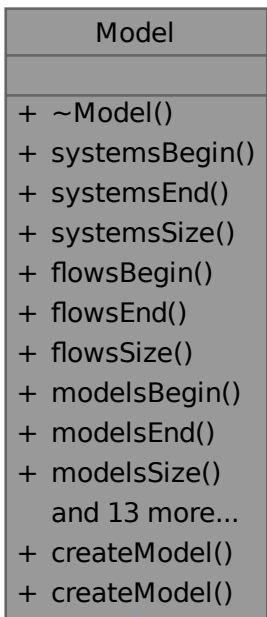 Model
+ ~Model()
+ systemsBegin()
+ systemsEnd()
+ systemsSize()
+ flowsBegin()
+ flowsEnd()
+ flowsSize()
+ modelsBegin()
+ modelsEnd()
+ modelsSize()
and 13 more...
+ createModel()
+ createModel()